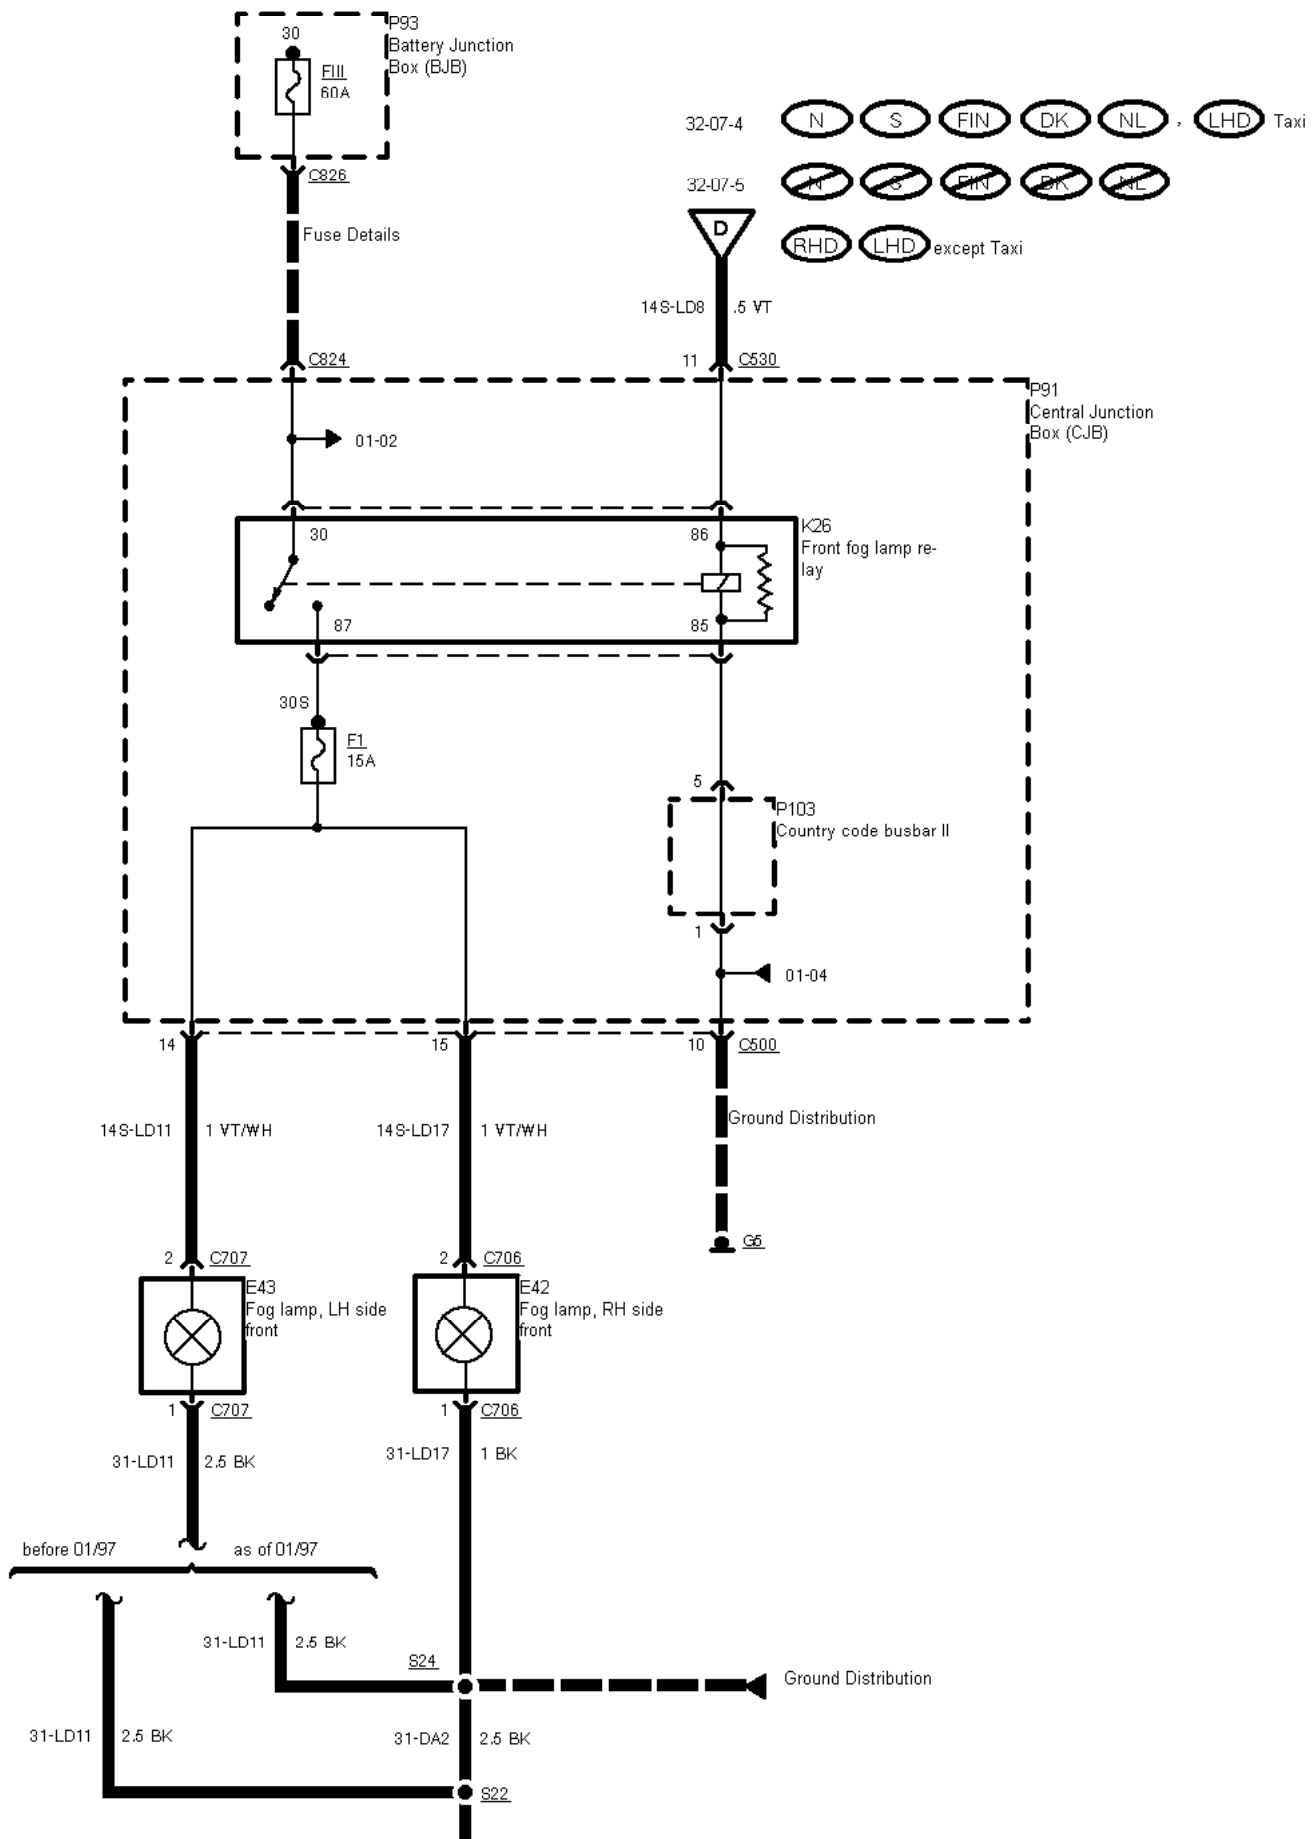 P93
30
Battery Junction
Box (BJB)
FIII
60A
32-07-4
N
S
FIN
DK
NL
,
LHD
Taxi
C826
32-07-5
N
S
FIN
DK
NL
D
Fuse Details
RHD
LHD
except Taxi
14S-LD8
.5 VT
C824
11
C530
P91
Central Junction
Box (CJB)
01-02
30
86
K26
Front fog lamp re-
lay
87
85
30S
F1
15A
5
P103
Country code busbar II
1
01-04
14
15
10
C500
Ground Distribution
14S-LD11
1 VT/WH
14S-LD17
1 VT/WH
G5
2
C707
2
C706
E43
Fog lamp, LH side
front
E42
Fog lamp, RH side
front
1
C707
1
C706
31-LD11
2.5 BK
31-LD17
1 BK
before 01/97
as of 01/97
31-LD11
2.5 BK
S24
Ground Distribution
31-LD11
2.5 BK
31-DA2
2.5 BK
S22